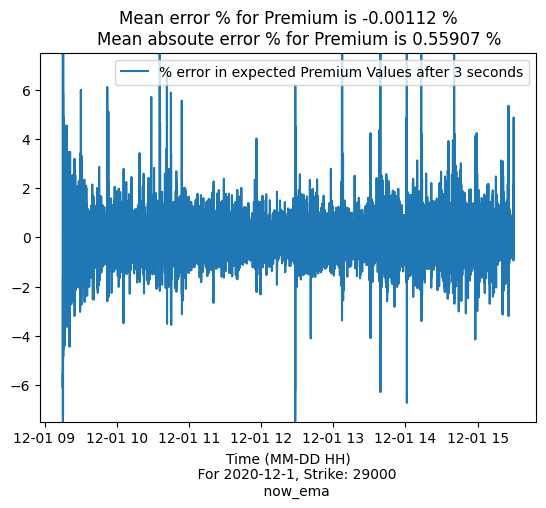 Mean error % for Premium is -0.00112 %
Mean absoute error % for Premium is 0.55907 %
% error in expected Premium Values after 3 seconds
6
4
2
0
−2
−4
−6
12-01 09 12-01 10 12-01 11 12-01 12 12-01 13 12-01 14 12-01 15
Time (MM-DD HH)
For 2020-12-1, Strike: 29000
now_ema